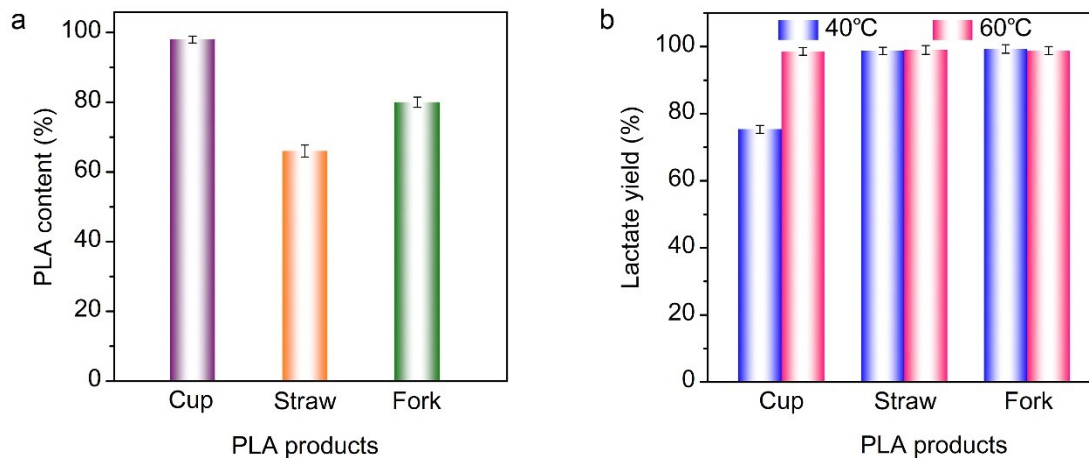 a
PLA content (%)
100
80
60
40
20
0
Cup Straw Fork
PLA products
b
40℃ 60℃
Lactate yield (%)
100
80
60
40
20
0
Cup Straw Fork
PLA products